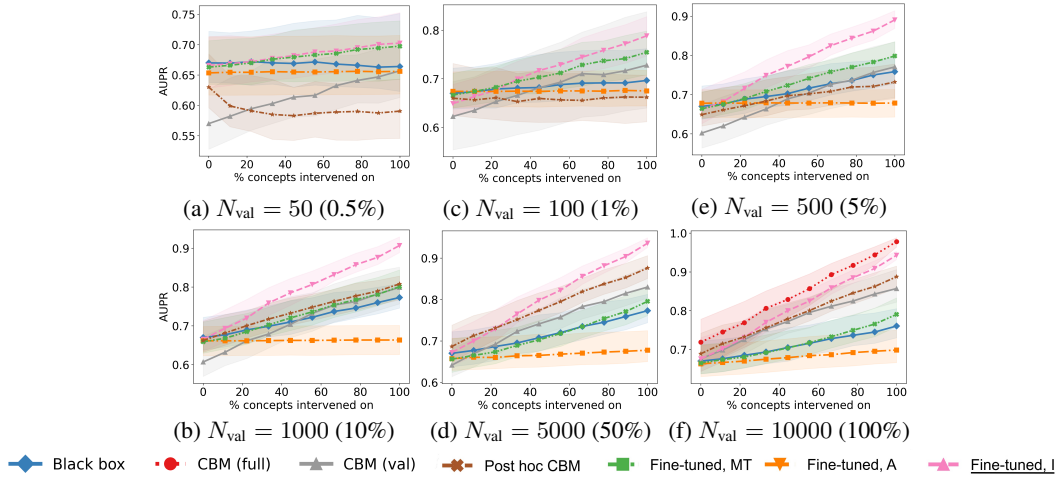 0.75
0.70
0.65
0.60
0.55
AUPR
0 20 40 60 80 100
% concepts intervened on
(a) N_val = 50 (0.5%)
0.8
0.7
0.6
0 20 40 60 80 100
% concepts intervened on
(c) N_val = 100 (1%)
0.9
0.8
0.7
0.6
0 20 40 60 80 100
% concepts intervened on
(e) N_val = 500 (5%)
0.9
0.8
0.7
0.6
AUPR
0 20 40 60 80 100
% concepts intervened on
(b) N_val = 1000 (10%)
0.9
0.8
0.7
0.6
0 20 40 60 80 100
% concepts intervened on
(d) N_val = 5000 (50%)
1.0
0.9
0.8
0.7
0.6
0 20 40 60 80 100
% concepts intervened on
(f) N_val = 10000 (100%)
Black box CBM (full) CBM (val) Post hoc CBM Fine-tuned, MT Fine-tuned, A Fine-tuned, I